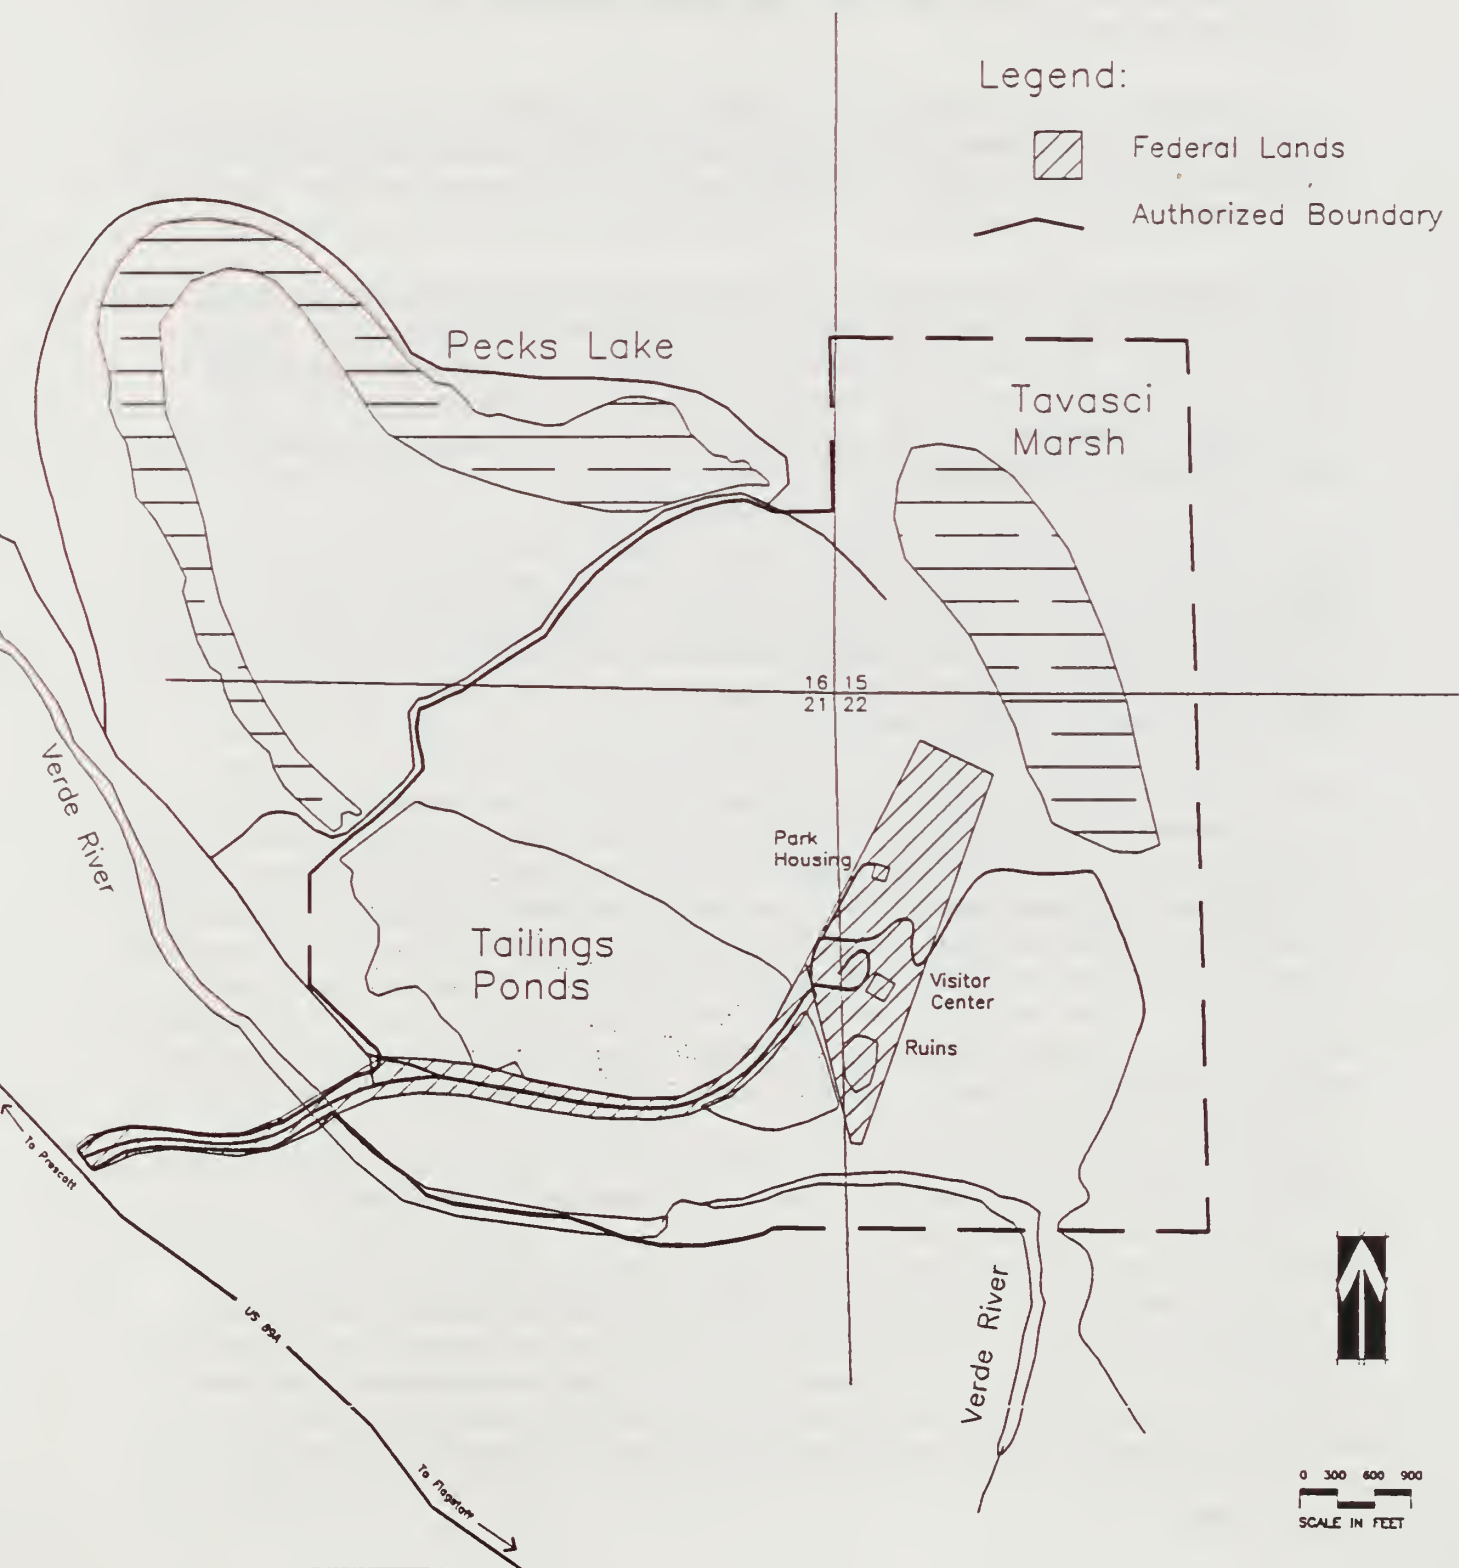 Legend:
Federal Lands
Authorized Boundary
Pecks Lake
Tavasci
Marsh
16 15
21 22
Verde River
Park
Housing
Tailings
Ponds
Visitor
Center
Ruins
To Prescott
US 89A
Verde River
To Flagstaff
0 300 600 900
SCALE IN FEET